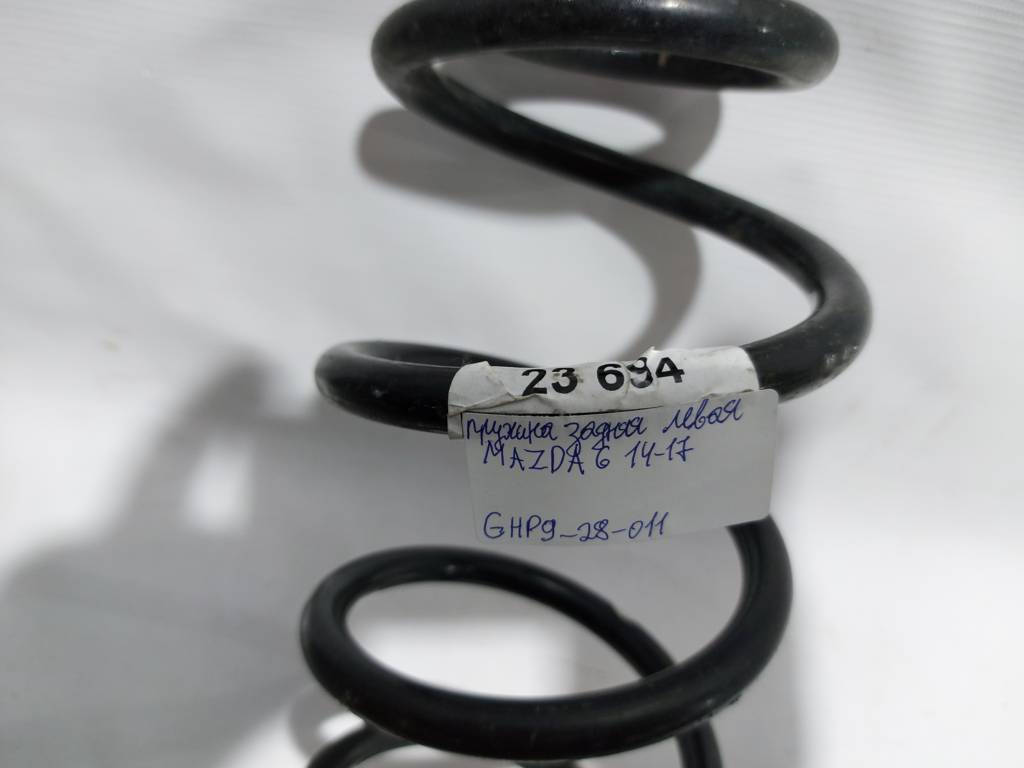 23 694
пружина задняя левая
MAZDA 6 14-17
GHP9-28-011